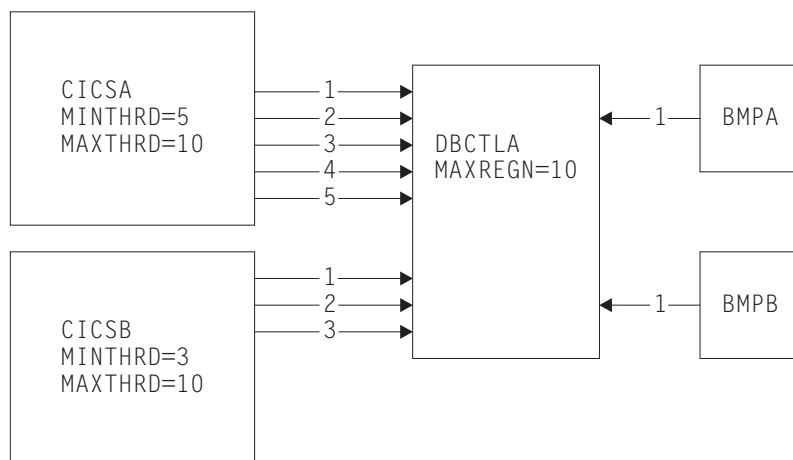 CICSA
MINTHRD=5
MAXTHRD=10
1
2
3
4
5
DBCTLA
MAXREGN=10
1
BMPA
CICSB
MINTHRD=3
MAXTHRD=10
1
2
3
1
BMPB